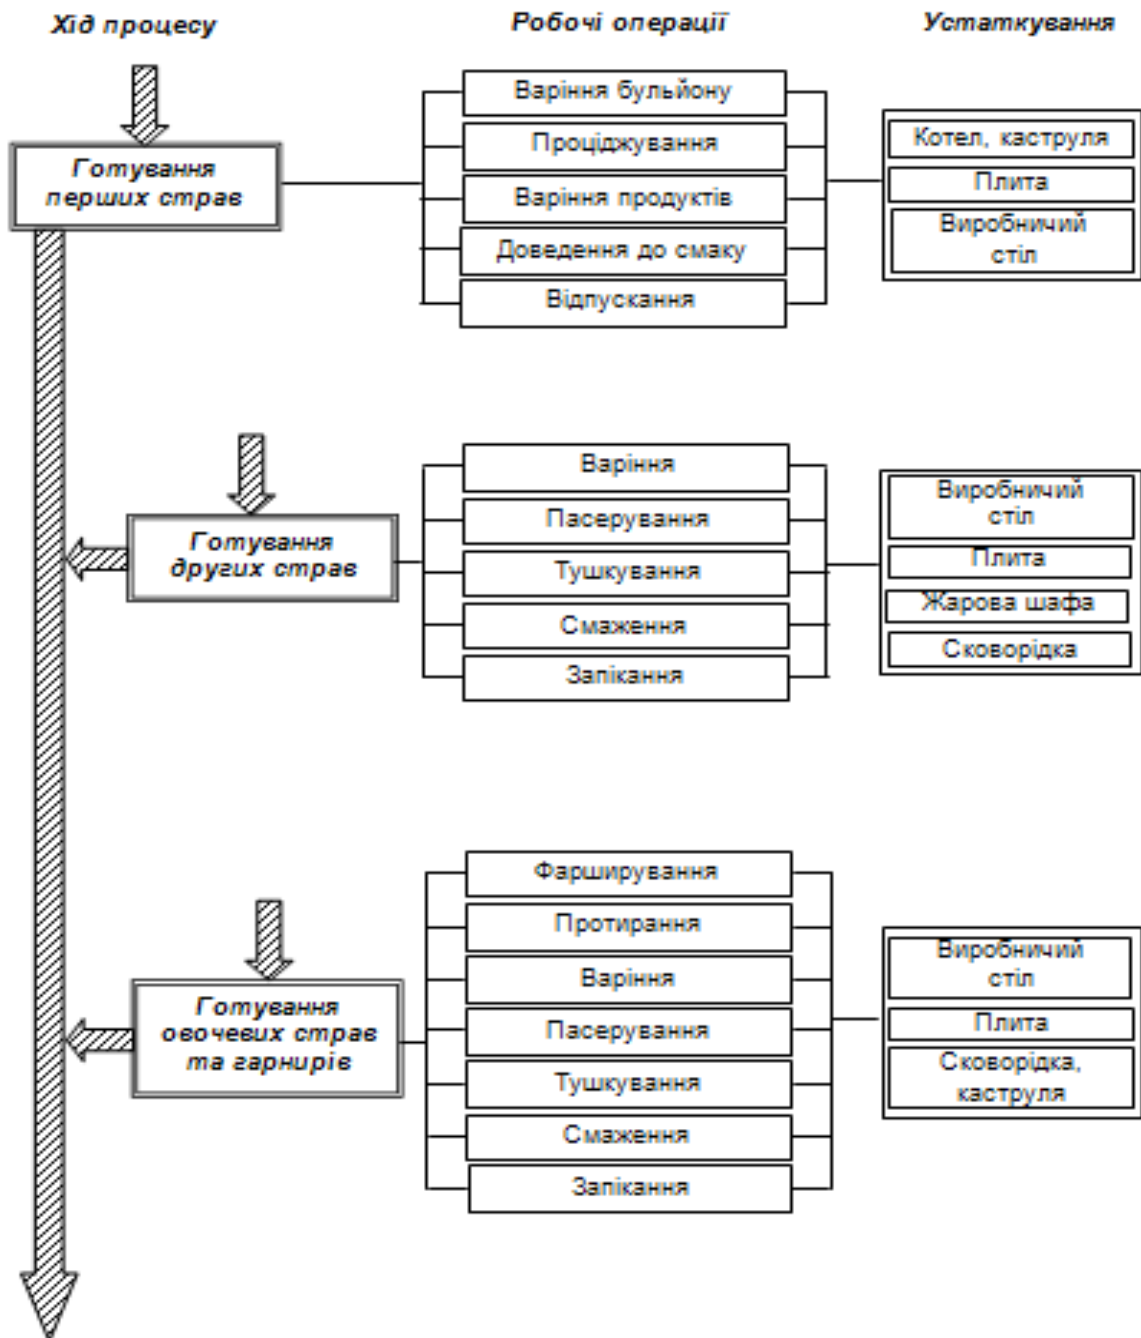 Хід процесу
Робочі операції
Устаткування
Готування
перших страв
Варіння бульйону
Проціджування
Варіння продуктів
Доведення до смаку
Відпускання
Котел, каструля
Плита
Виробничий
стіл
Готування
других страв
Варіння
Пасерування
Тушкування
Смаження
Запікання
Виробничий
стіл
Плита
Жарова шафа
Сковорідка
Готування
овочевих страв
та гарнирів
Фарширування
Протирання
Варіння
Пасерування
Тушкування
Смаження
Запікання
Виробничий
стіл
Плита
Сковорідка,
каструля